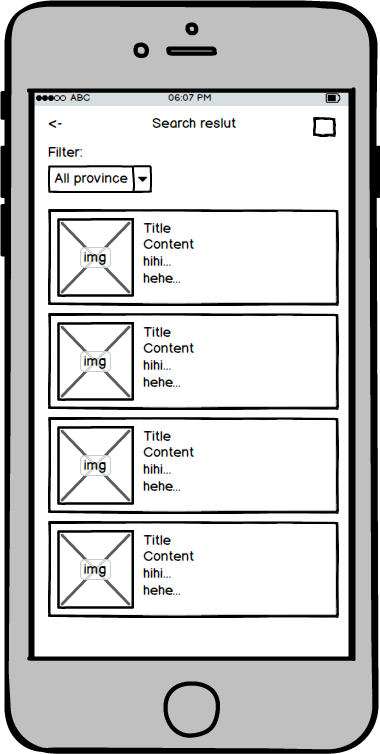 ABC 06:07 PM
<- Search reslut
Filter:
All province
img
Title
Content
hihi...
hehe...
img
Title
Content
hihi...
hehe...
img
Title
Content
hihi...
hehe...
img
Title
Content
hihi...
hehe...